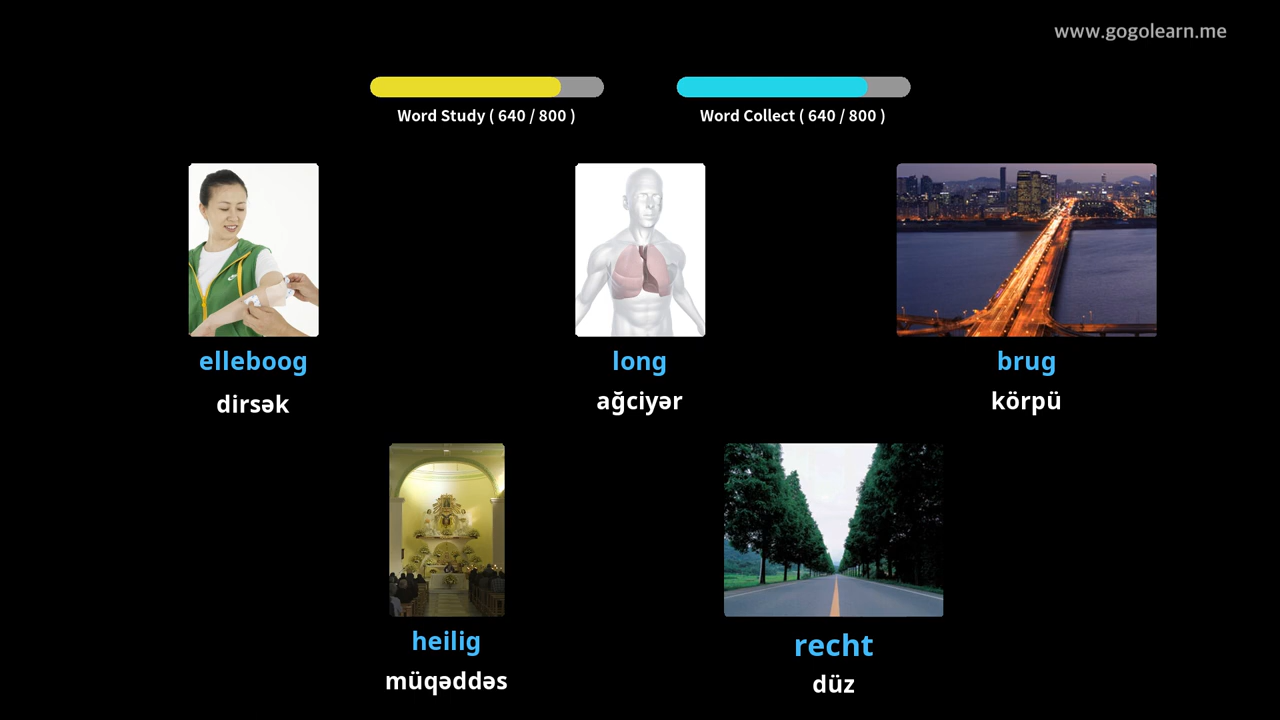 www.gogolearn.me
Word Study ( 640 / 800 )
Word Collect ( 640 / 800 )
elleboog
dirsək
long
ağciyər
brug
körpü
heilig
müqəddəs
recht
düz